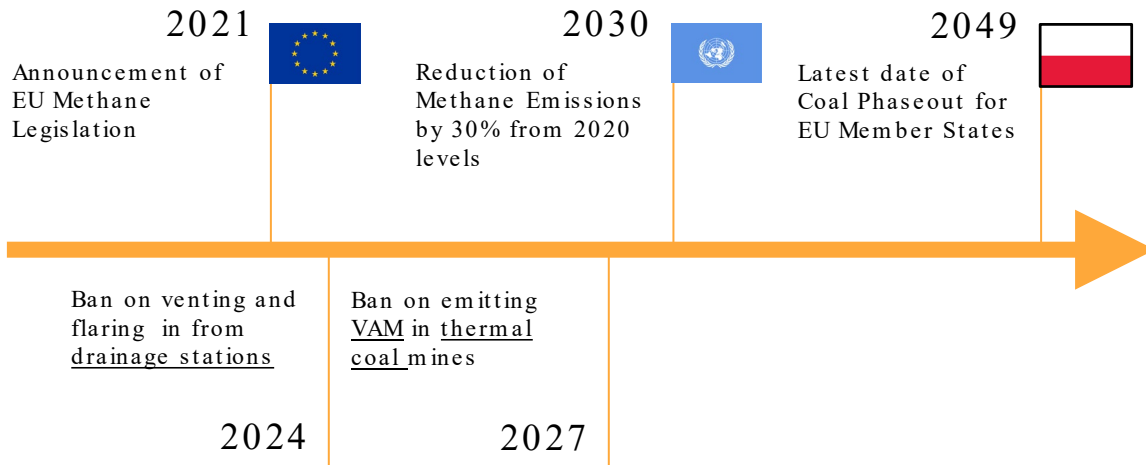 2021
Announcement of
EU Methane
Legislation
2030
Reduction of
Methane Emissions
by 30% from 2020
levels
2049
Latest date of
Coal Phaseout for
EU Member States
Ban on venting and
flaring in from
drainage stations
2024
Ban on emitting
VAM in thermal
coal mines
2027